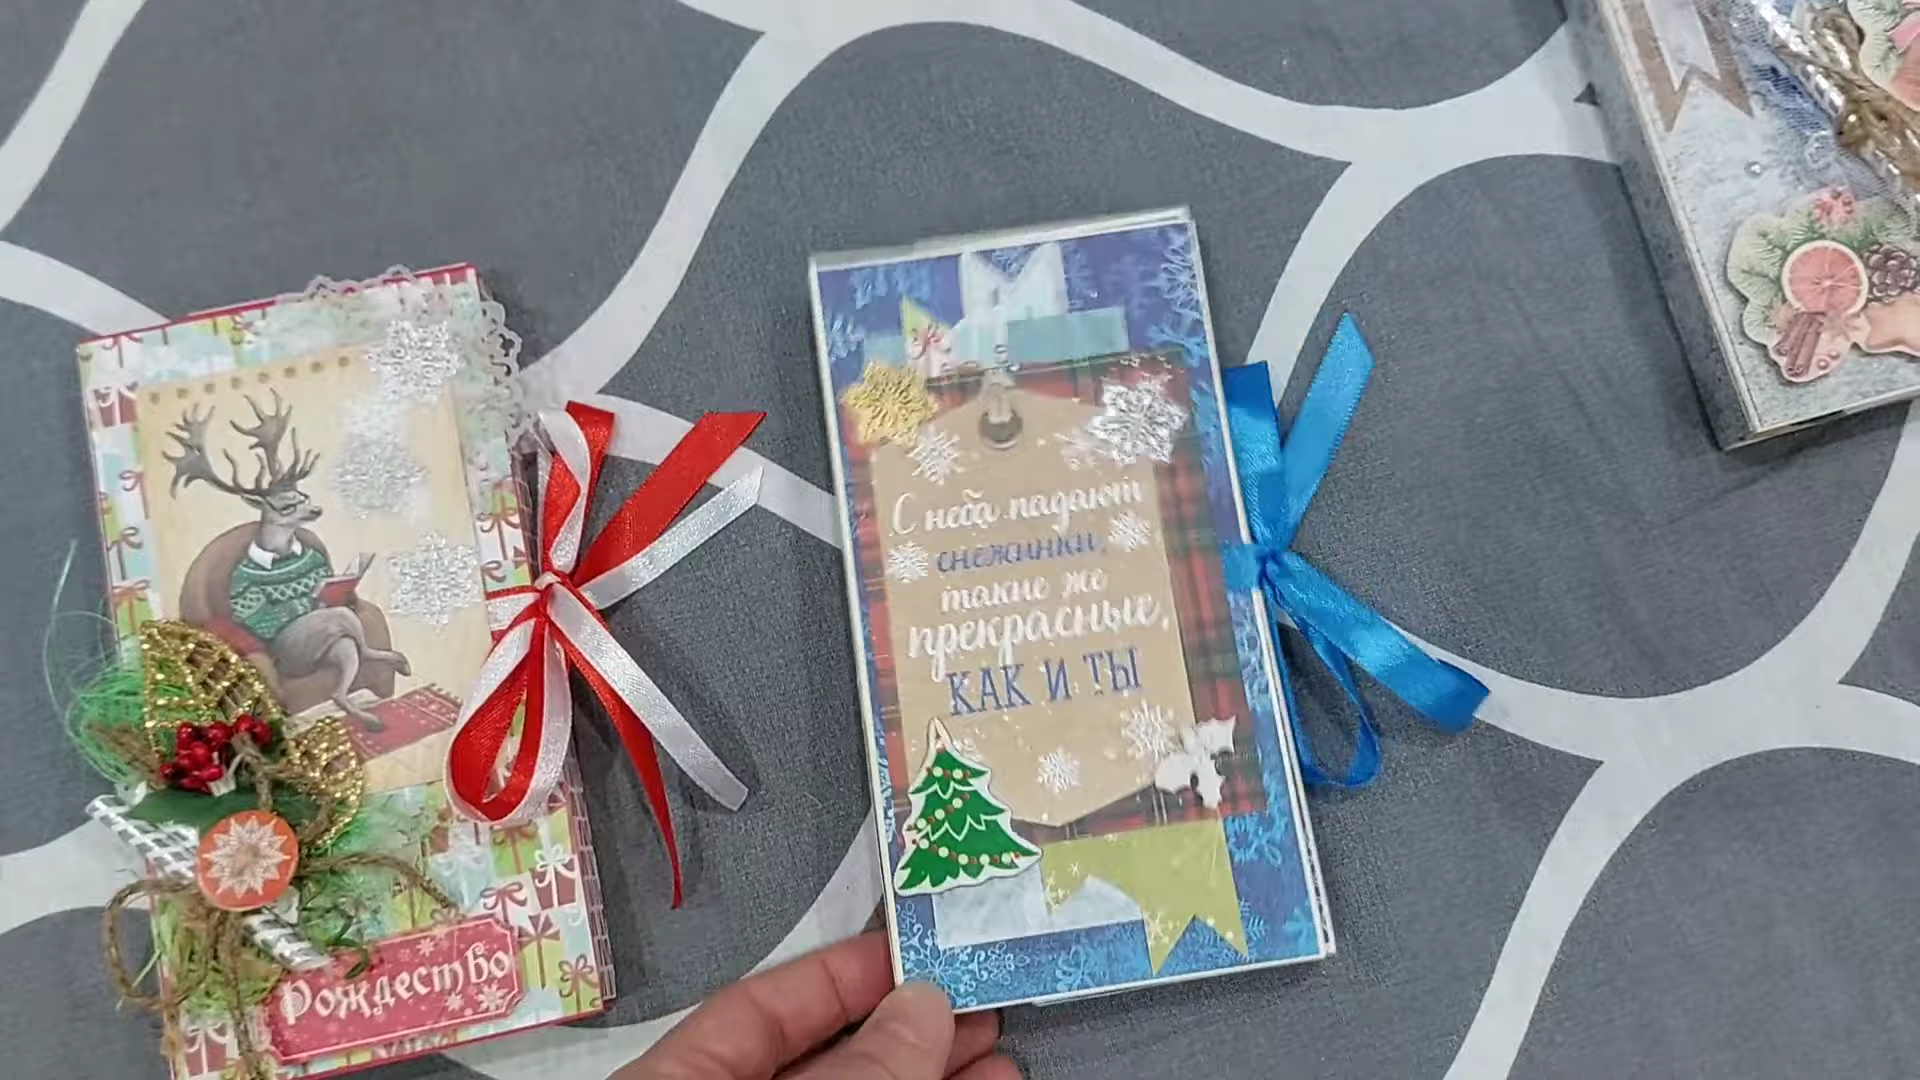 Рождество
С неба падают
снежинки,
такие же
прекрасные,
КАК И ТЫ